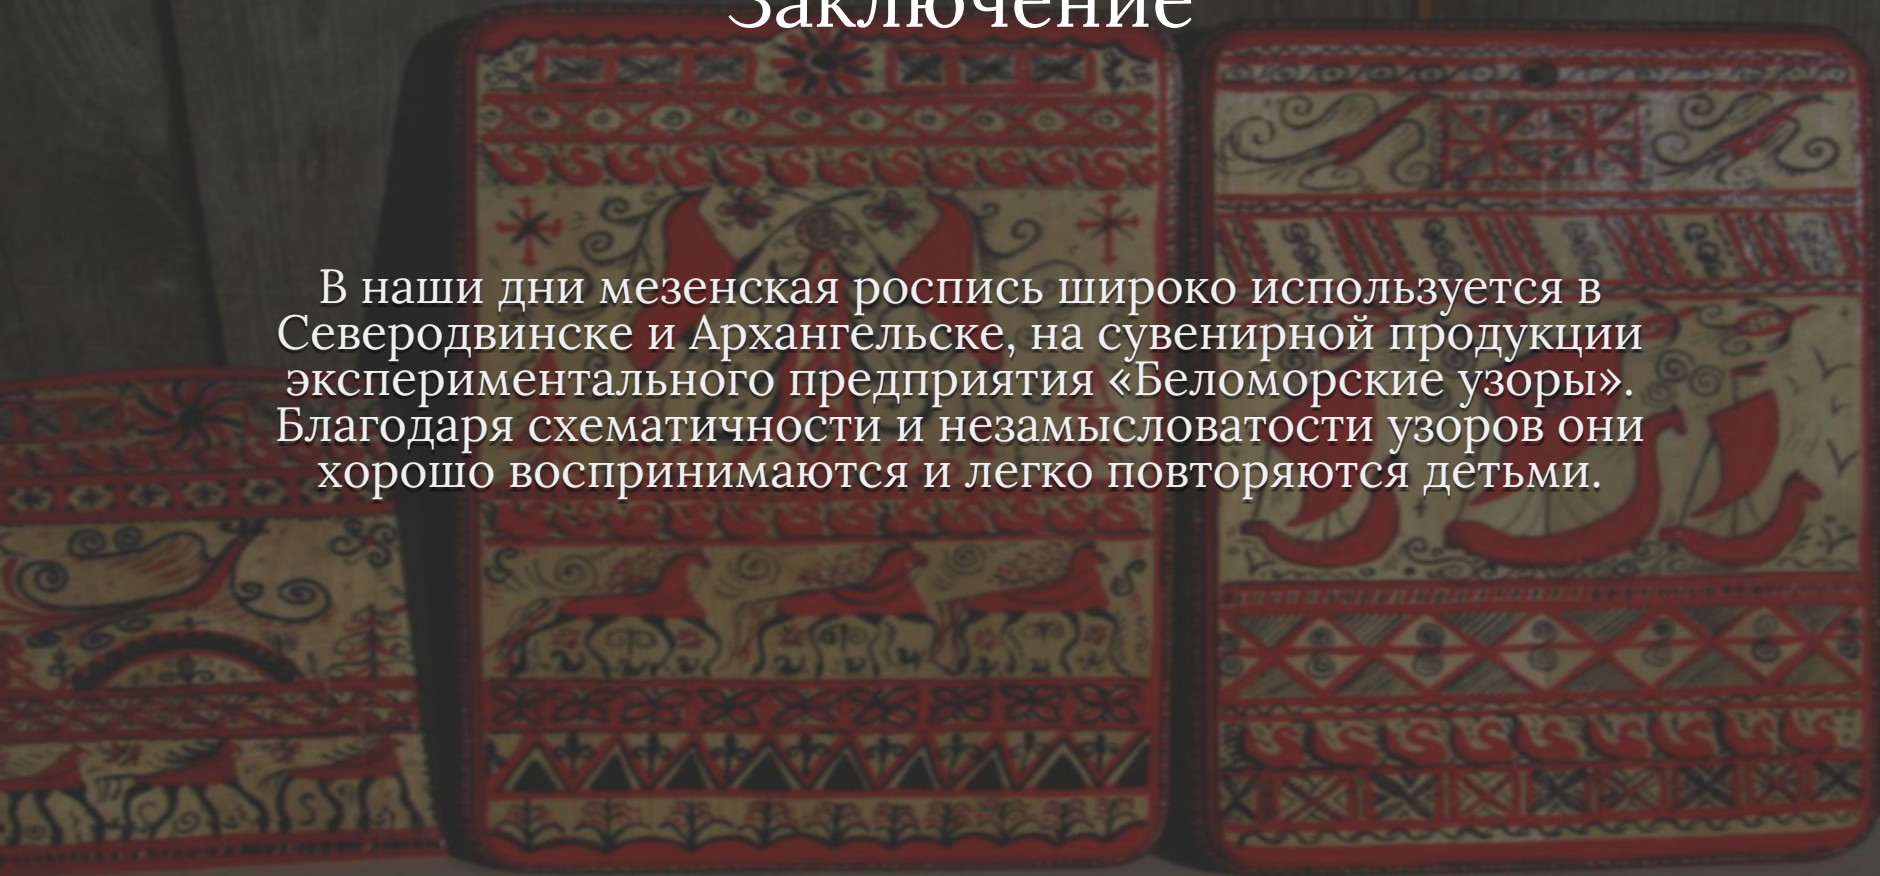 Заключение
В наши дни мезенская роспись широко используется в
Северодвинске и Архангельске, на сувенирной продукции
экспериментального предприятия «Беломорские узоры».
Благодаря схематичности и незамысловатости узоров они
хорошо воспринимаются и легко повторяются детьми.